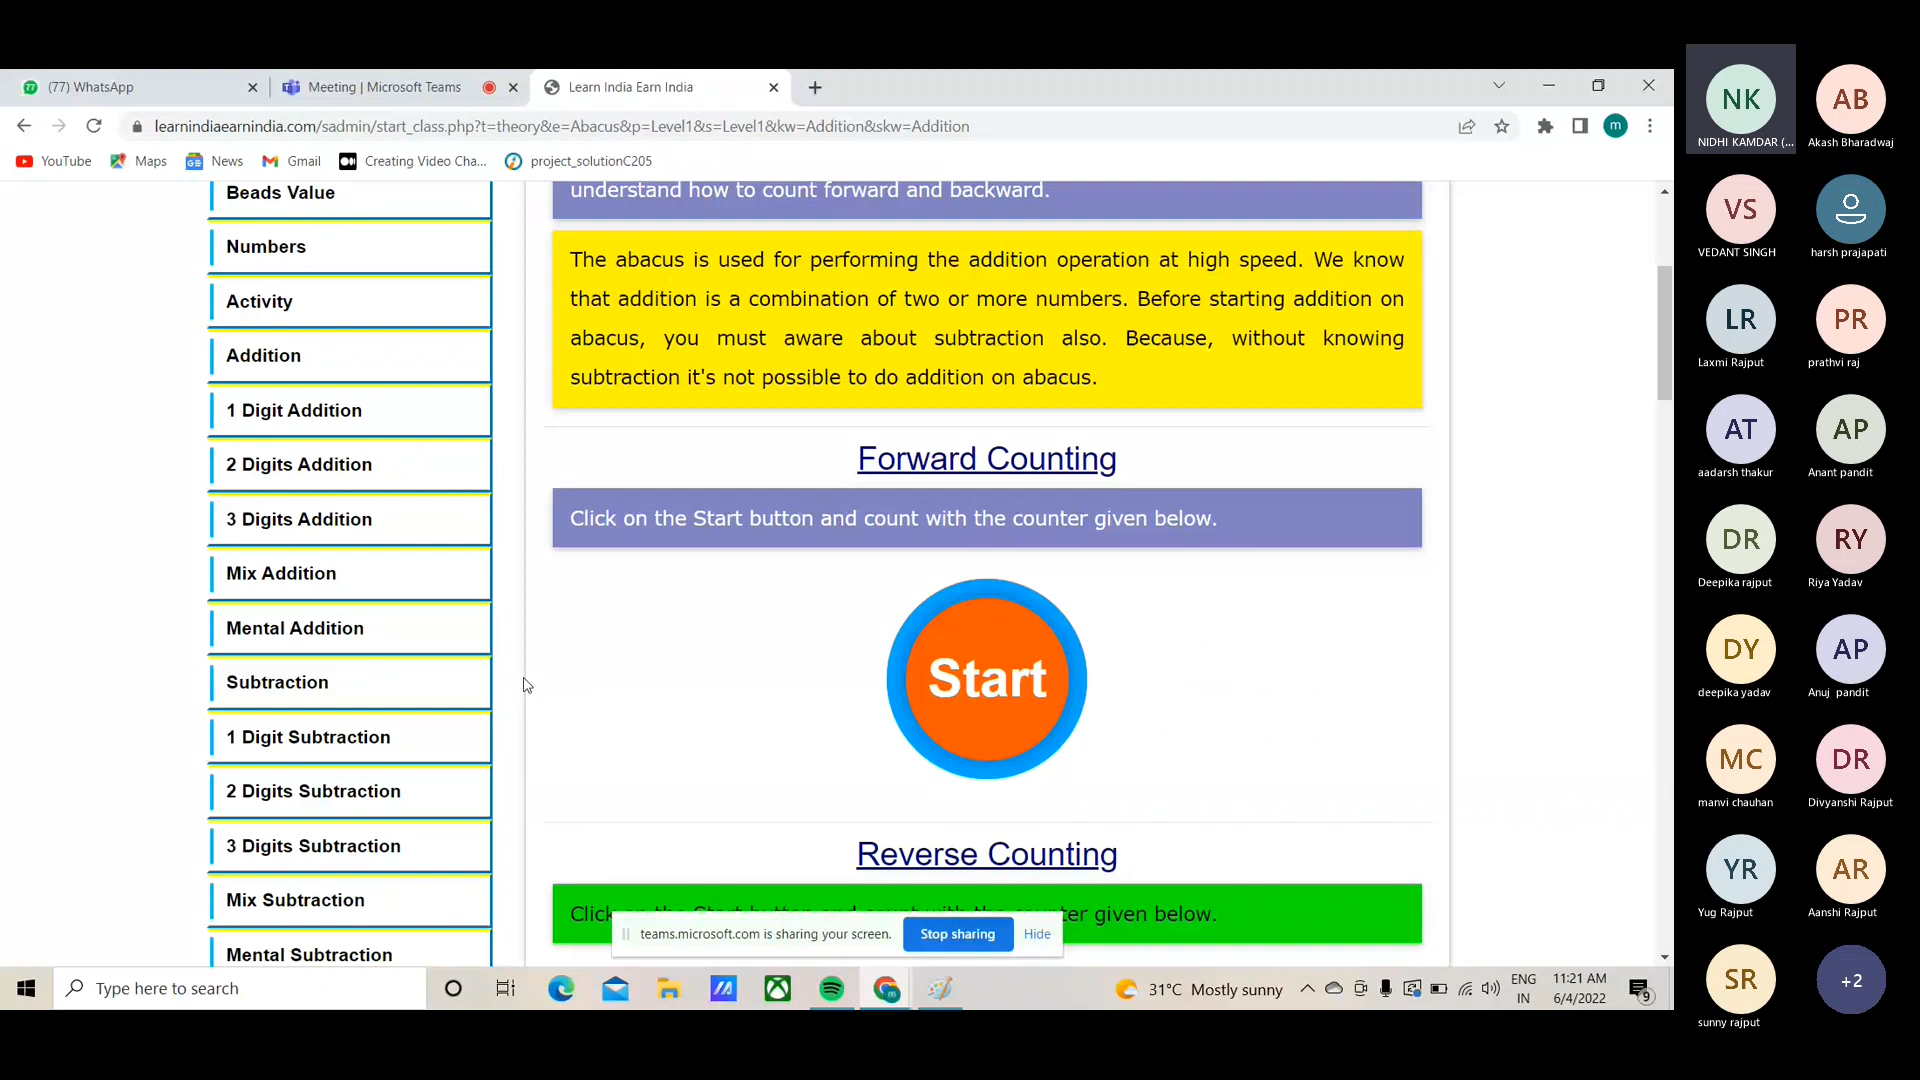 (77) WhatsApp
Meeting | Microsoft Teams
Learn India Earn India
learnindiaearnindia.com/sadmin/start_class.php?t=theory&e=Abacus&p=Level1&s=Level1&kw=Addition&skw=Addition
m
YouTube
Maps
News
Gmail
Creating Video Cha...
project_solutionC205
Beads Value
Numbers
Activity
Addition
1 Digit Addition
2 Digits Addition
3 Digits Addition
Mix Addition
Mental Addition
Subtraction
1 Digit Subtraction
2 Digits Subtraction
3 Digits Subtraction
Mix Subtraction
Mental Subtraction
understand how to count forward and backward.
The abacus is used for performing the addition operation at high speed. We know
that addition is a combination of two or more numbers. Before starting addition on
abacus, you must aware about subtraction also. Because, without knowing
subtraction it's not possible to do addition on abacus.
Forward Counting
Click on the Start button and count with the counter given below.
Start
Reverse Counting
Click on the Start button and count with the counter given below.
teams.microsoft.com is sharing your screen.
Stop sharing
Hide
Type here to search
31°C Mostly sunny
ENG
IN
11:21 AM
6/4/2022
9
NK
NIDHI KAMDAR (...
AB
Akash Bharadwaj
VS
VEDANT SINGH
harsh prajapati
LR
Laxmi Rajput
PR
prathvi raj
AT
aadarsh thakur
AP
Anant pandit
DR
Deepika rajput
RY
Riya Yadav
DY
deepika yadav
AP
Anuj pandit
MC
manvi chauhan
DR
Divyanshi Rajput
YR
Yug Rajput
AR
Aanshi Rajput
SR
sunny rajput
+2